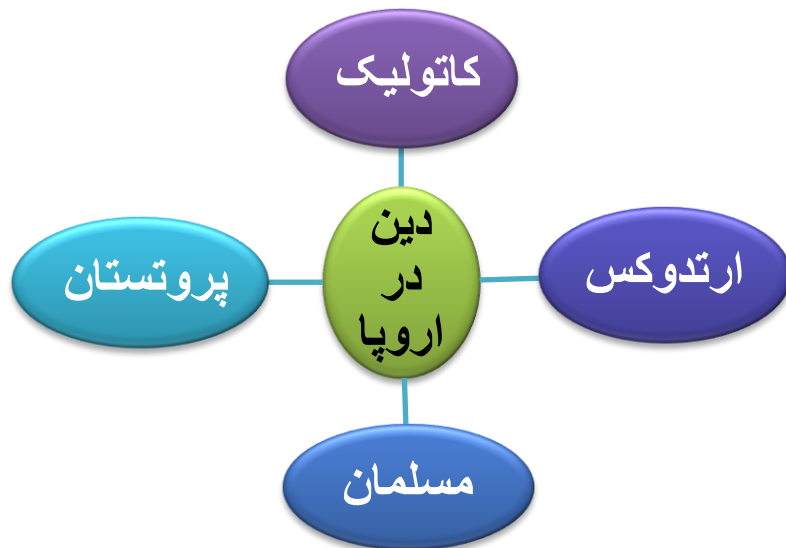 کاتولیک
دین
در
اروپا
ارتدوکس
پروتستان
مسلمان